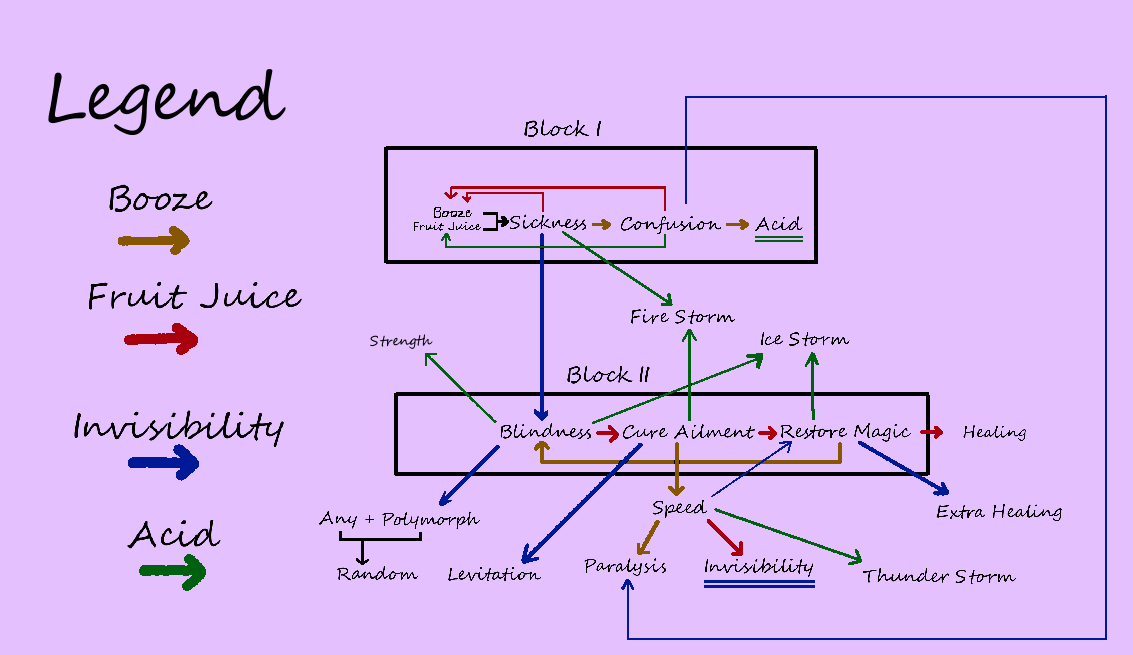 Legend
Booze
Fruit Juice
Invisibility
Acid
Block I
Booze
Fruit Juice
Sickness
Confusion
Acid
Fire Storm
Strength
Ice Storm
Block II
Blindness
Cure Ailment
Restore Magic
Healing
Speed
Extra Healing
Any + Polymorph
Random
Levitation
Paralysis
Invisibility
Thunder Storm